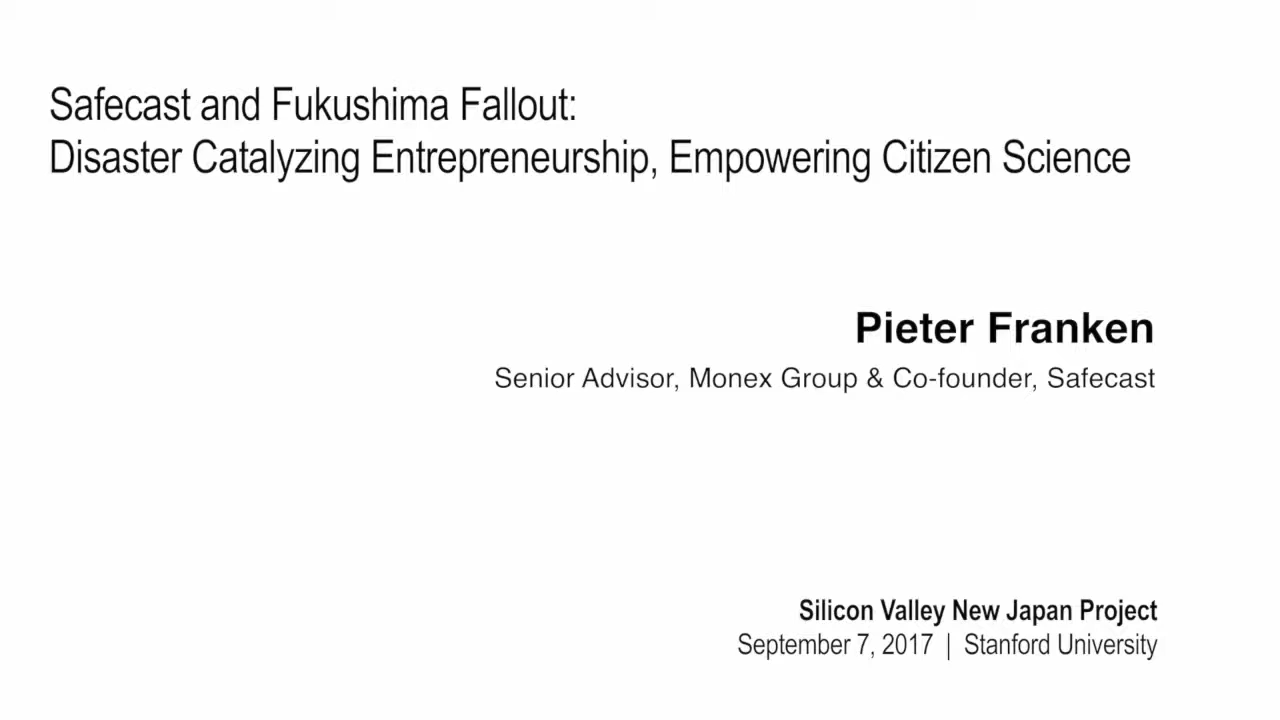 Safecast and Fukushima Fallout:
Disaster Catalyzing Entrepreneurship, Empowering Citizen Science
Pieter Franken
Senior Advisor, Monex Group & Co-founder, Safecast
Silicon Valley New Japan Project
September 7, 2017 | Stanford University